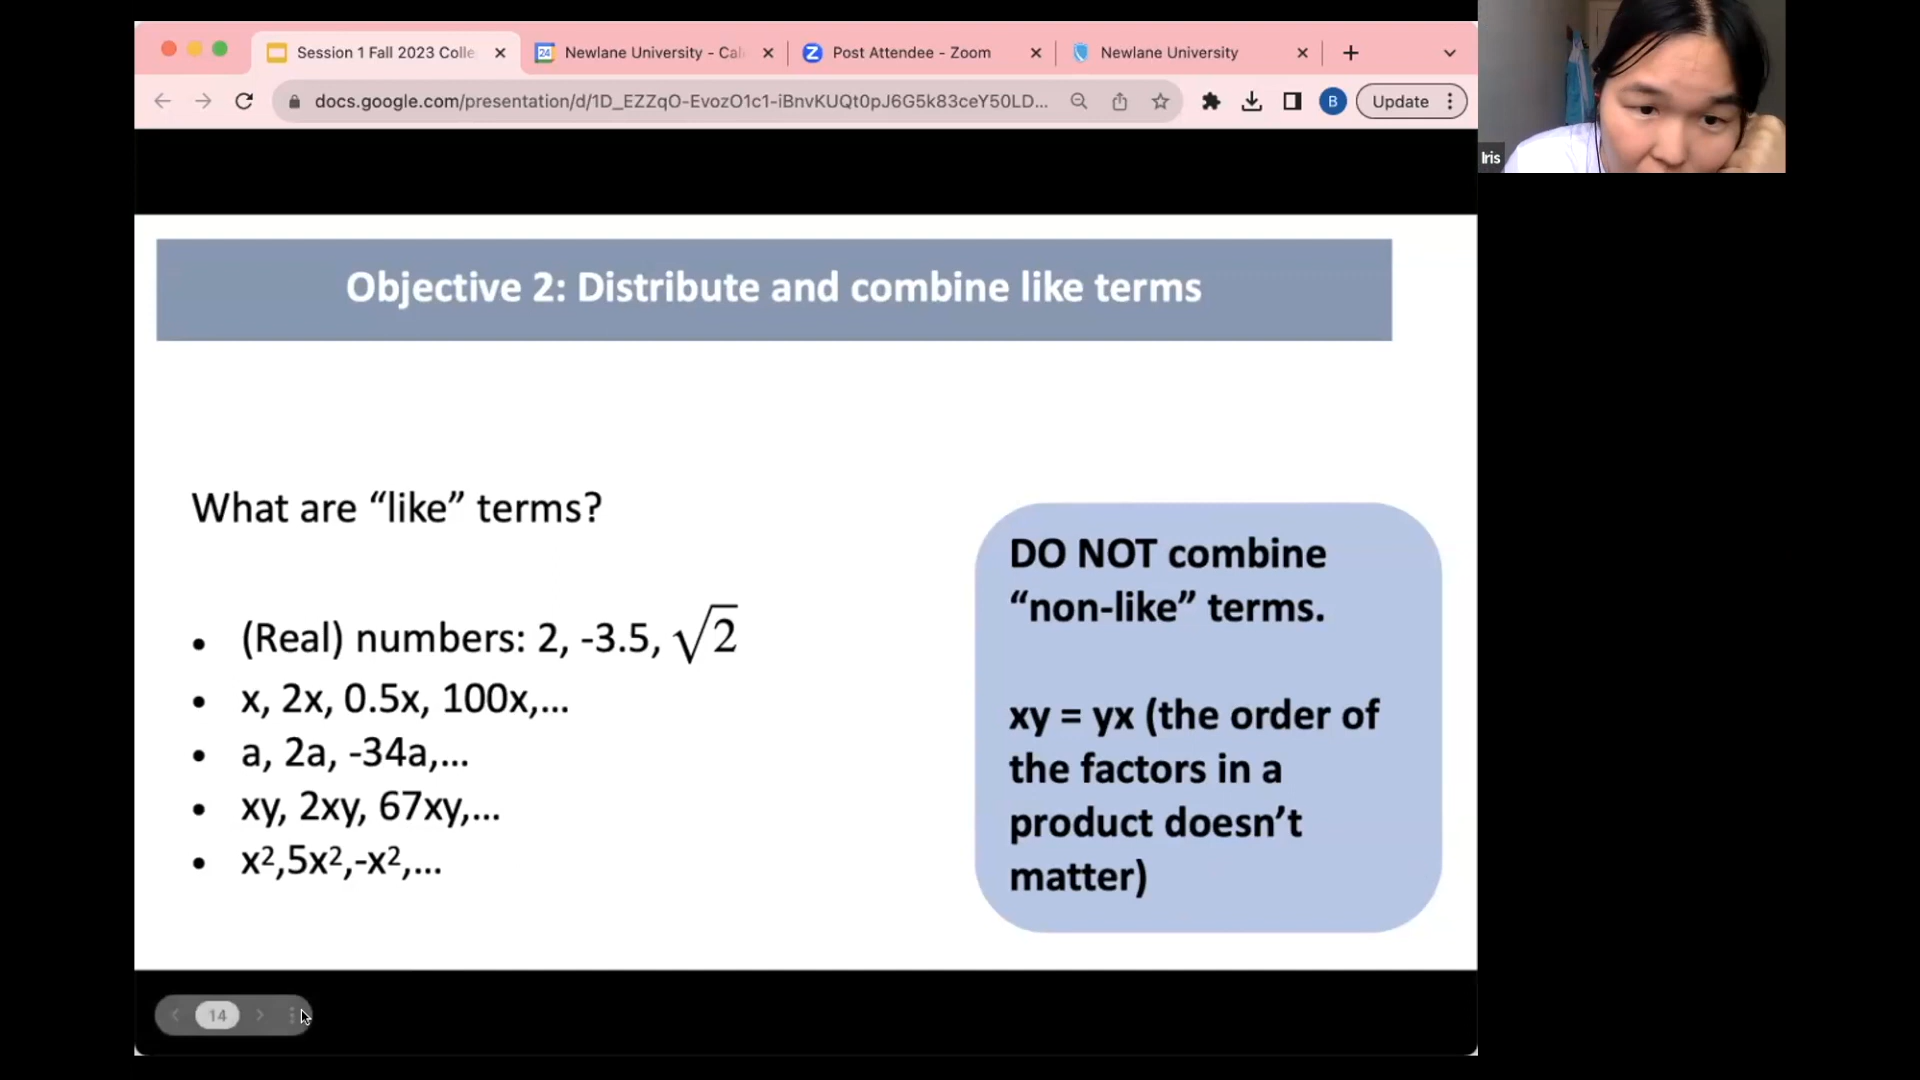 Session 1 Fall 2023 Colle
Newlane University - Cal
Post Attendee - Zoom
Newlane University
docs.google.com/presentation/d/1D_EZZqO-EvozO1c1-iBnvKUQt0pJ6G5k83ceY50LD...
B
Update
Iris
Objective 2: Distribute and combine like terms
What are “like” terms?
• (Real) numbers: 2, -3.5, √2
• x, 2x, 0.5x, 100x,...
• a, 2a, -34a,...
• xy, 2xy, 67xy,...
• x²,5x²,-x²,...
DO NOT combine
“non-like” terms.
xy = yx (the order of
the factors in a
product doesn’t
matter)
14